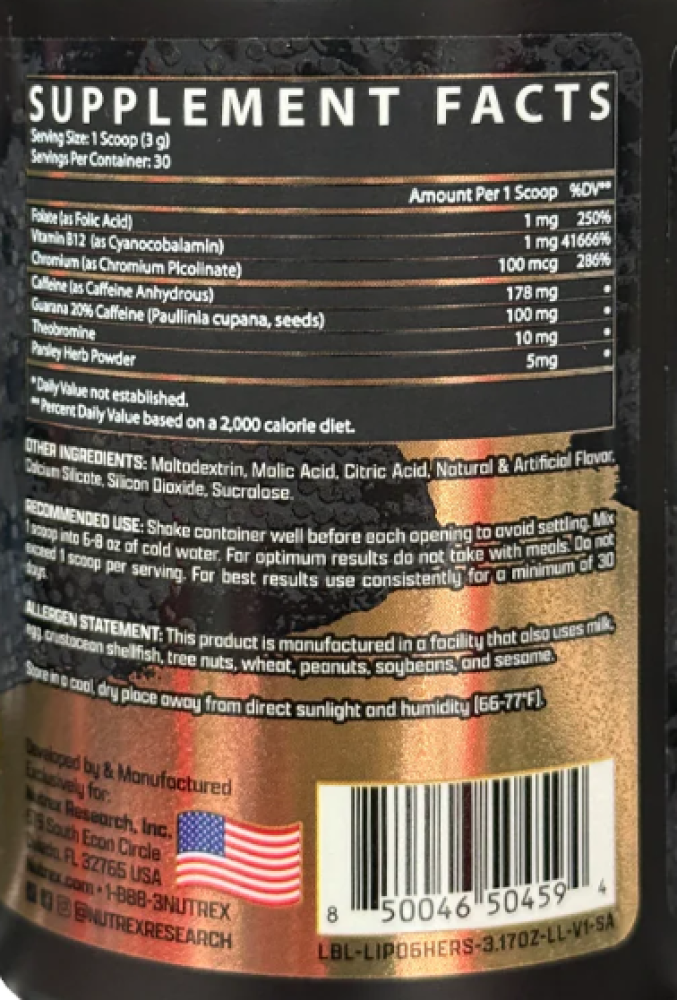 SUPPLEMENT FACTS
Serving Size: 1 Scoop (3 g)
Servings Per Container: 30
Amount Per 1 Scoop %DV**
Folate (as Folic Acid) 1 mg 250%
Vitamin B12 (as Cyanocobalamin) 1 mg 41666%
Chromium (as Chromium Picolinate) 100 mcg 286%
Caffeine (as Caffeine Anhydrous) 178 mg *
Guarana 20% Caffeine (Paullinia cupana, seeds) 100 mg *
Theobromine 10 mg *
Parsley Herb Powder 5mg *
*Daily Value not established.
**Percent Daily Value based on a 2,000 calorie diet.
OTHER INGREDIENTS: Maltodextrin, Malic Acid, Citric Acid, Natural & Artificial Flavor,
Calcium Silicate, Silicon Dioxide, Sucralose.
RECOMMENDED USE: Shake container well before each opening to avoid settling. Mix
1 scoop into 6-8 oz of cold water. For optimum results do not take with meals. Do not
exceed 1 scoop per serving. For best results use consistently for a minimum of 30
days.
ALLERGEN STATEMENT: This product is manufactured in a facility that also uses milk,
egg, crustacean shellfish, tree nuts, wheat, peanuts, soybeans, and sesame.
Store in a cool, dry place away from direct sunlight and humidity (66-77°F).
Developed by & Manufactured
Exclusively for:
Nutrex Research, Inc.
South Econ Circle
FL 32765 USA
Nutrex.com • 1-888-3NUTREX
@NUTREXRESEARCH
8 50046 50459 4
LBL-LIPO6HERS-3.17OZ-LL-V1-SA